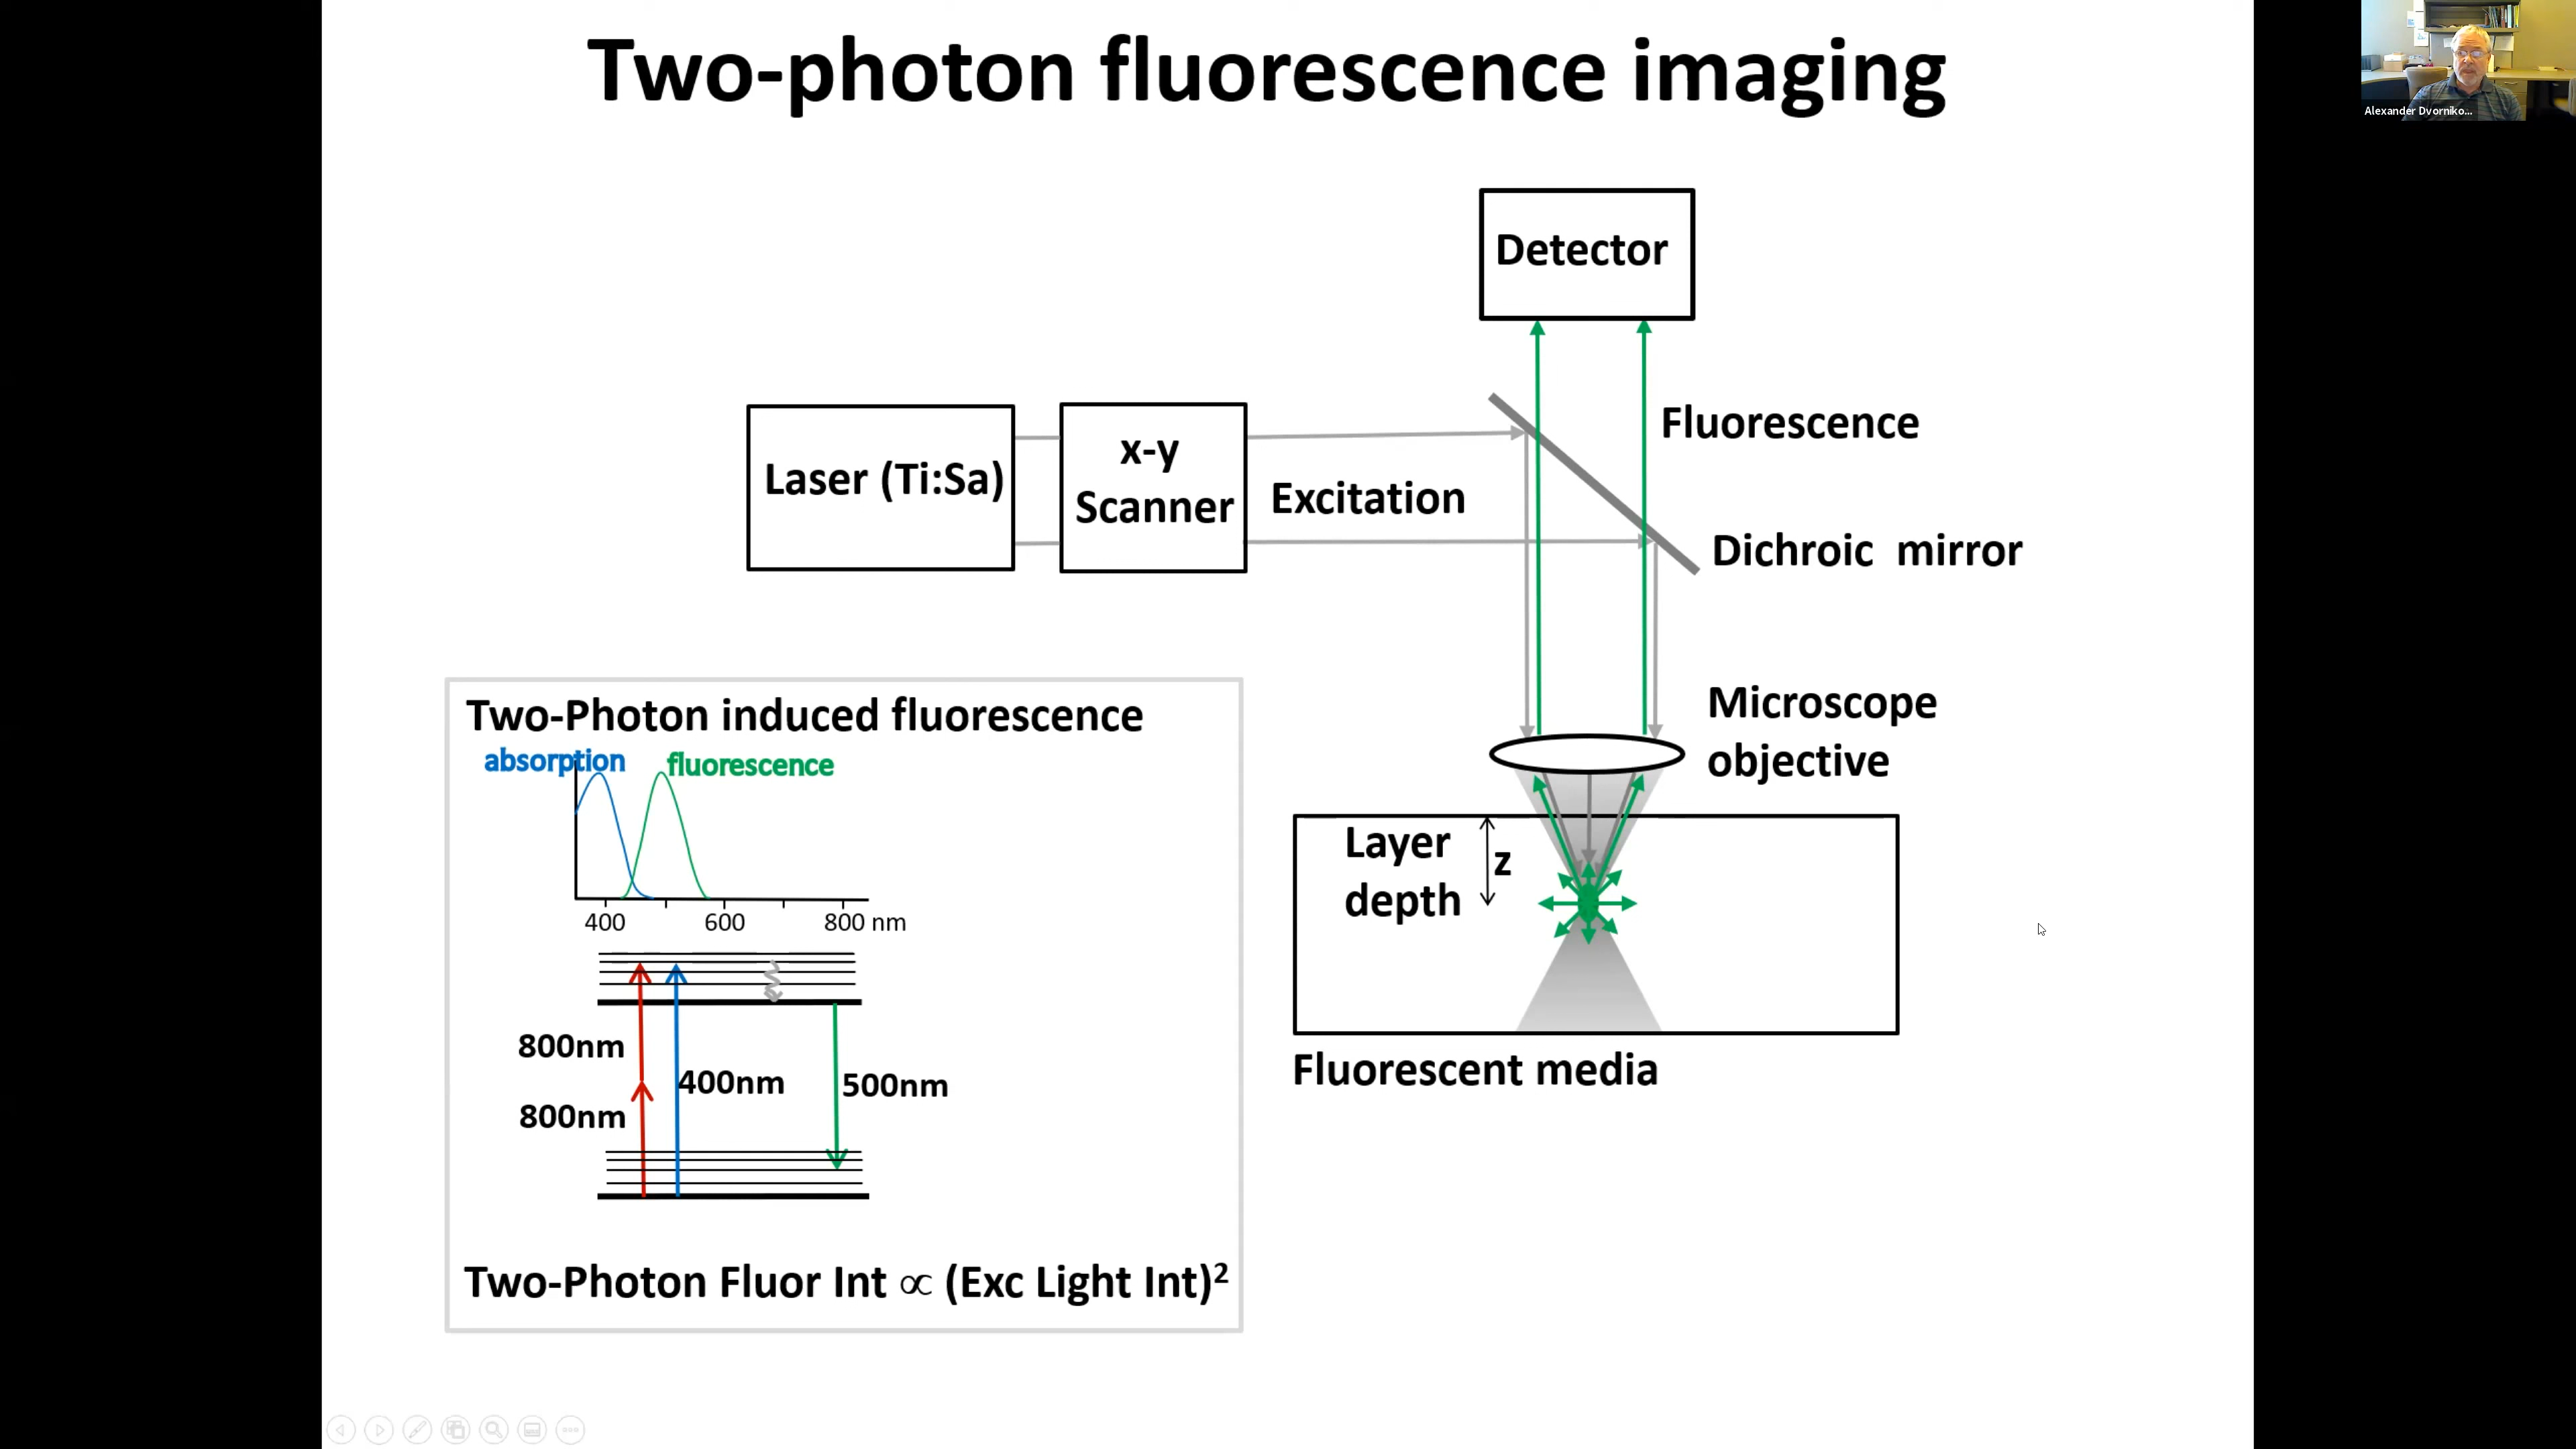 Two-photon fluorescence imaging
Alexander Dvorniko...
Detector
Laser (Ti:Sa)
x-y
Scanner
Excitation
Fluorescence
Dichroic mirror
Microscope
objective
Layer
depth
z
Fluorescent media
Two-Photon induced fluorescence
absorption
fluorescence
400 600 800 nm
800nm
800nm
400nm
500nm
Two-Photon Fluor Int ∝ (Exc Light Int)²